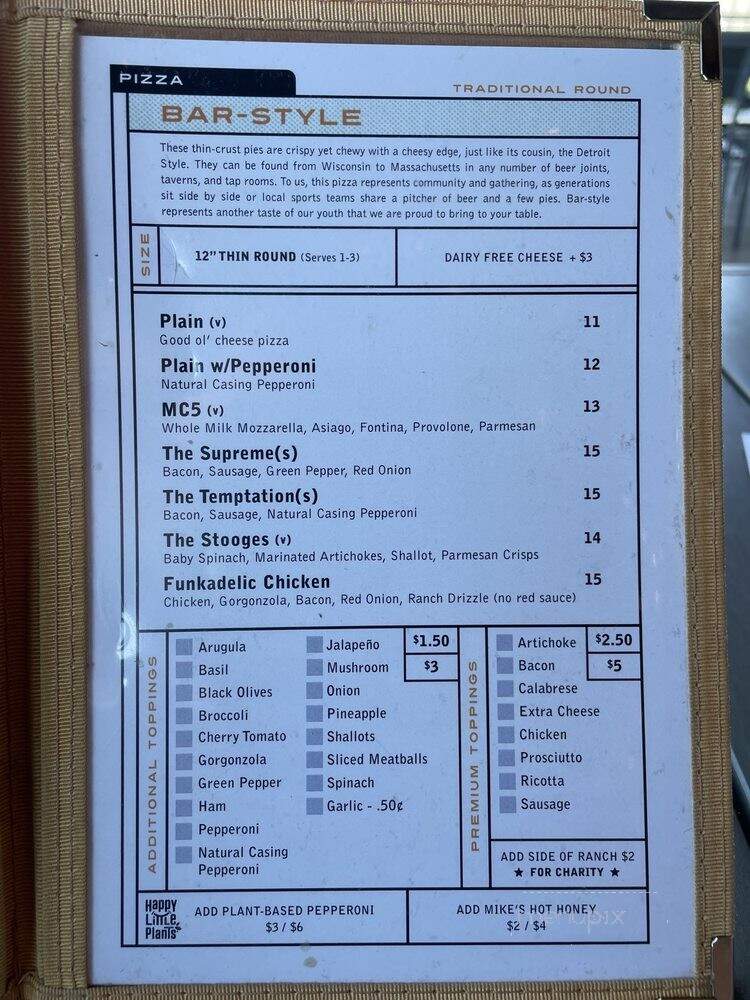 PIZZA
TRADITIONAL ROUND
BAR-STYLE
These thin-crust pies are crispy yet chewy with a cheesy edge, just like its cousin, the Detroit
Style. They can be found from Wisconsin to Massachusetts in any number of beer joints,
taverns, and tap rooms. To us, this pizza represents community and gathering, as generations
sit side by side or local sports teams share a pitcher of beer and a few pies. Bar-style
represents another taste of our youth that we are proud to bring to your table.
SIZE
12" THIN ROUND (Serves 1-3)
DAIRY FREE CHEESE + $3
Plain (v) 11
Good ol' cheese pizza
Plain w/Pepperoni 12
Natural Casing Pepperoni
MC5 (v) 13
Whole Milk Mozzarella, Asiago, Fontina, Provolone, Parmesan
The Supreme(s) 15
Bacon, Sausage, Green Pepper, Red Onion
The Temptation(s) 15
Bacon, Sausage, Natural Casing Pepperoni
The Stooges (v) 14
Baby Spinach, Marinated Artichokes, Shallot, Parmesan Crisps
Funkadelic Chicken 15
Chicken, Gorgonzola, Bacon, Red Onion, Ranch Drizzle (no red sauce)
ADDITIONAL TOPPINGS
$1.50
$3
Arugula
Basil
Black Olives
Broccoli
Cherry Tomato
Gorgonzola
Green Pepper
Ham
Pepperoni
Natural Casing
Pepperoni
Jalapeño
Mushroom
Onion
Pineapple
Shallots
Sliced Meatballs
Spinach
Garlic - .50¢
PREMIUM TOPPINGS
$2.50
$5
Artichoke
Bacon
Calabrese
Extra Cheese
Chicken
Prosciutto
Ricotta
Sausage
ADD SIDE OF RANCH $2
★ FOR CHARITY ★
Happy
Little
Plants
ADD PLANT-BASED PEPPERONI
$3 / $6
ADD MIKE'S HOT HONEY
$2 / $4
menupix